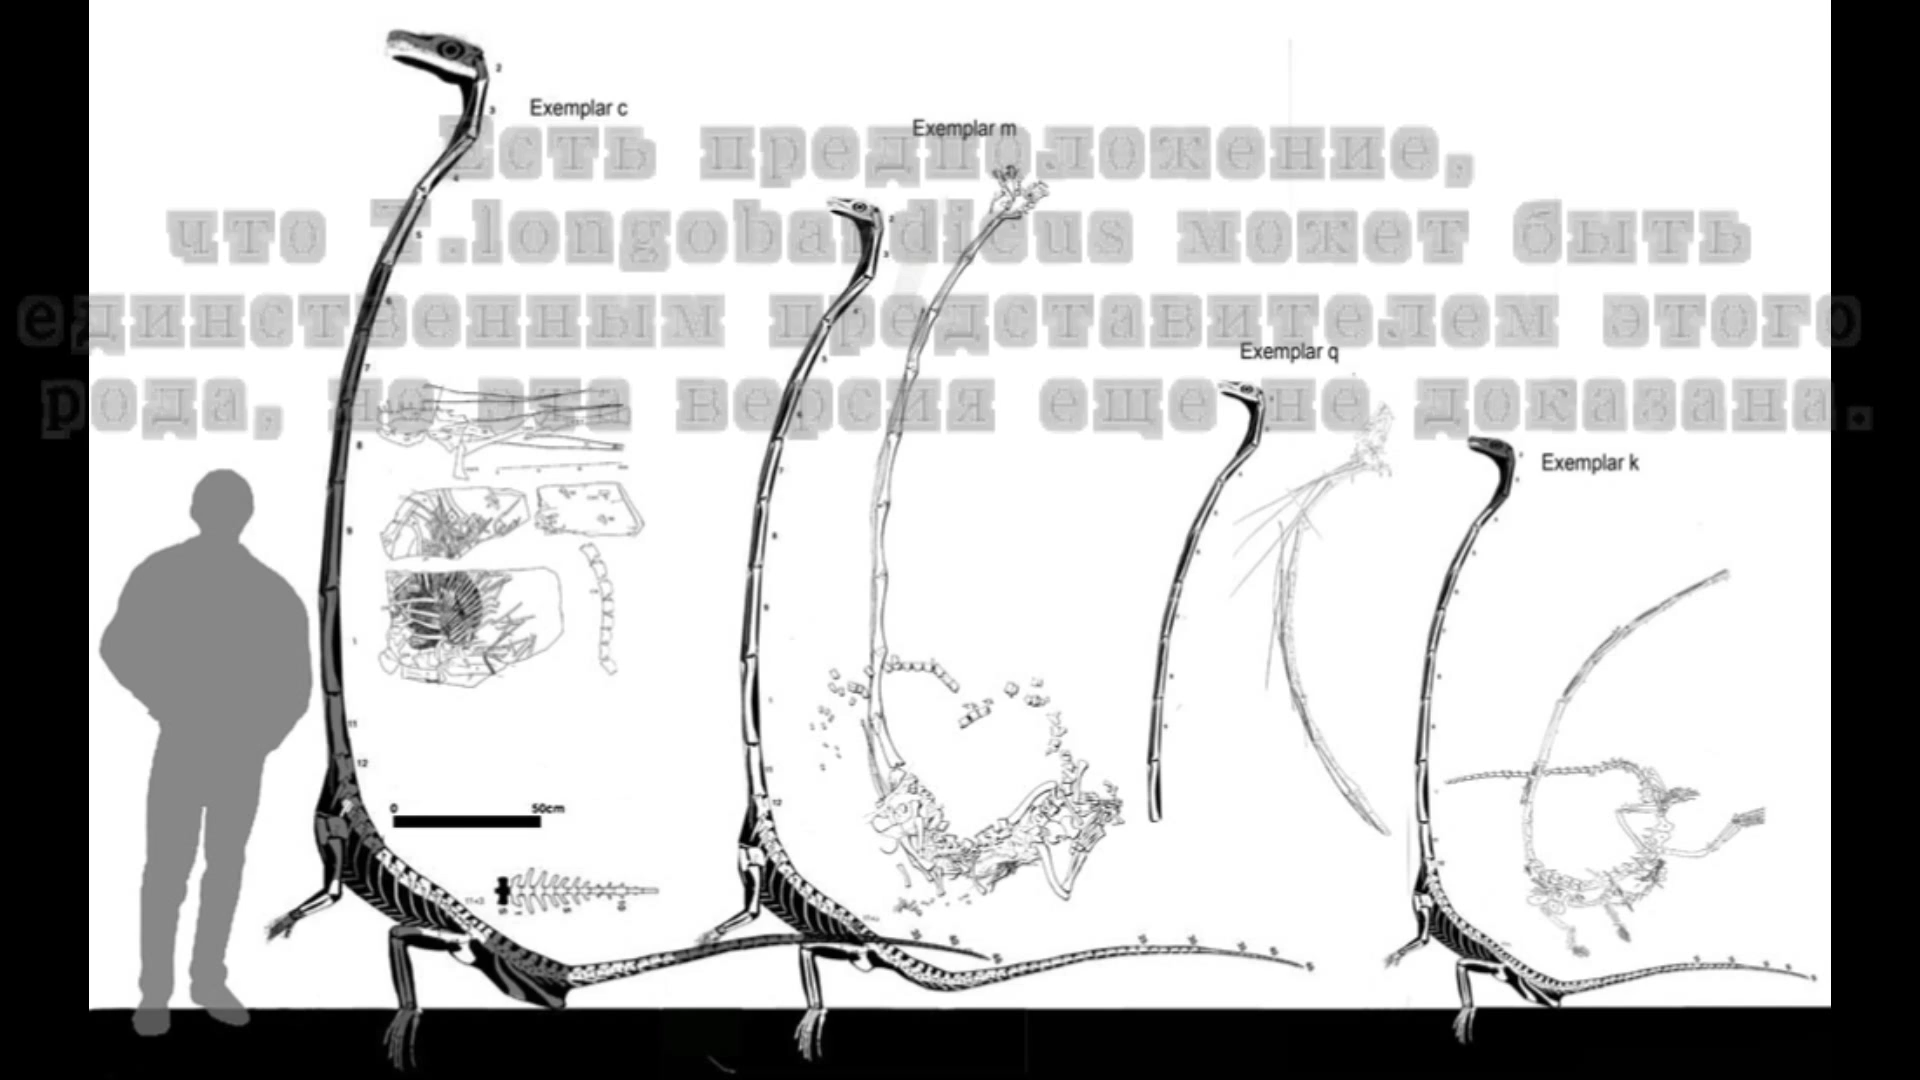 Exemplar c
Exemplar m
Есть предположение,
что T.longobardicus может быть
единственным представителем этого
рода, но эта версия еще не доказана.
Exemplar q
Exemplar k
0 50cm